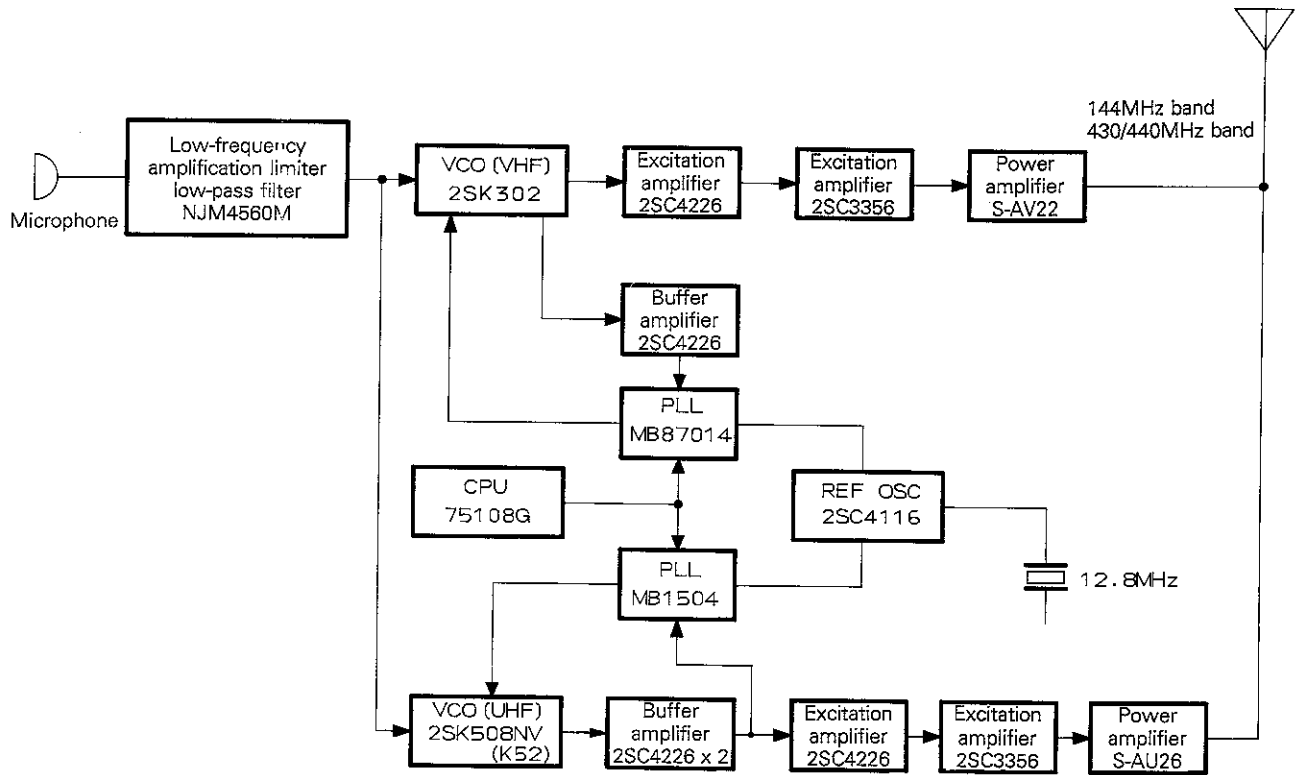 144MHz band
430/440MHz band
Low-frequency
amplification limiter
low-pass filter
NJM4560M
Microphone
VCO (VHF)
2SK302
Excitation
amplifier
2SC4226
Excitation
amplifier
2SC3356
Power
amplifier
S-AV22
Buffer
amplifier
2SC4226
PLL
MB87014
CPU
75108G
REF OSC
2SC4116
PLL
MB1504
12.8MHz
VCO (UHF)
2SK508NV
(K52)
Buffer
amplifier
2SC4226 x 2
Excitation
amplifier
2SC4226
Excitation
amplifier
2SC3356
Power
amplifier
S-AU26